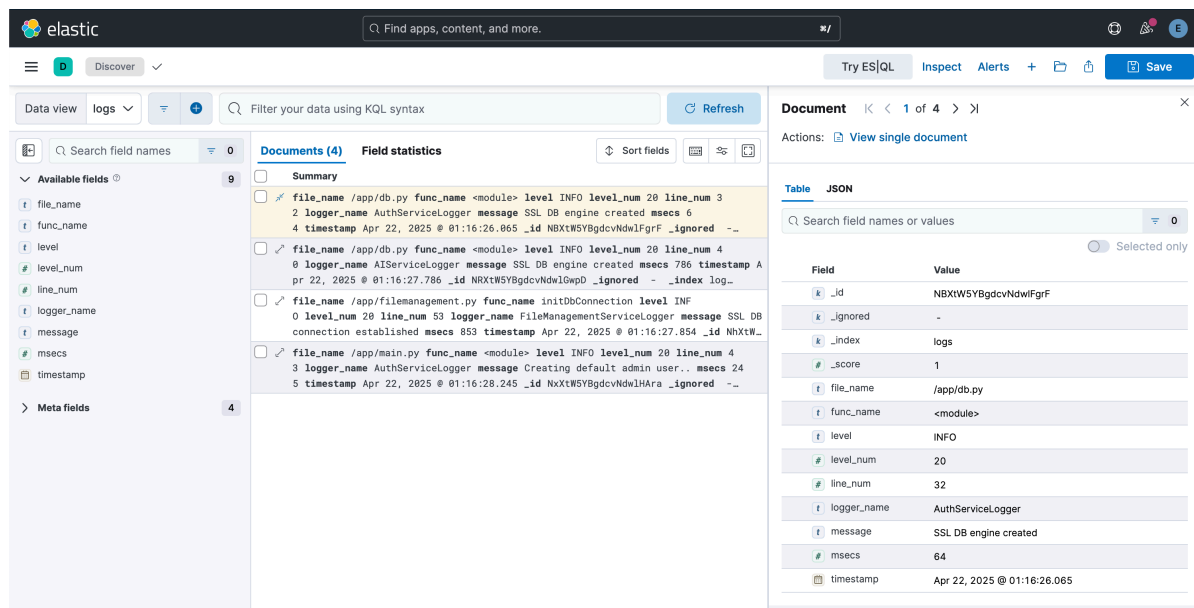 elastic
Find apps, content, and more.
⌘/
E
D
Discover
Try ES|QL
Inspect
Alerts
Save
Data view
logs
Filter your data using KQL syntax
Refresh
Search field names
0
Available fields
9
t file_name
t func_name
t level
# level_num
# line_num
t logger_name
t message
# msecs
timestamp
Meta fields
4
Documents (4)
Field statistics
Sort fields
Summary
file_name /app/db.py func_name <module> level INFO level_num 20 line_num 3
2 logger_name AuthServiceLogger message SSL DB engine created msecs 6
4 timestamp Apr 22, 2025 @ 01:16:26.065 _id NBXtW5YBgdcvNdwlFgrF _ignored -…
file_name /app/db.py func_name <module> level INFO level_num 20 line_num 4
0 logger_name AIServiceLogger message SSL DB engine created msecs 786 timestamp A
pr 22, 2025 @ 01:16:27.786 _id NRXtW5YBgdcvNdwlGwpD _ignored - _index log…
file_name /app/filemanagement.py func_name initDbConnection level INF
O level_num 20 line_num 53 logger_name FileManagementServiceLogger message SSL DB
connection established msecs 853 timestamp Apr 22, 2025 @ 01:16:27.854 _id NhXtW…
file_name /app/main.py func_name <module> level INFO level_num 20 line_num 4
3 logger_name AuthServiceLogger message Creating default admin user.. msecs 24
5 timestamp Apr 22, 2025 @ 01:16:28.245 _id NxXtW5YBgdcvNdwlHAra _ignored -…
Document
1 of 4
Actions:
View single document
Table
JSON
Search field names or values
0
Selected only
Field Value
k _id NBXtW5YBgdcvNdwlFgrF
k _ignored -
k _index logs
# _score 1
t file_name /app/db.py
t func_name <module>
t level INFO
# level_num 20
# line_num 32
t logger_name AuthServiceLogger
t message SSL DB engine created
# msecs 64
timestamp Apr 22, 2025 @ 01:16:26.065